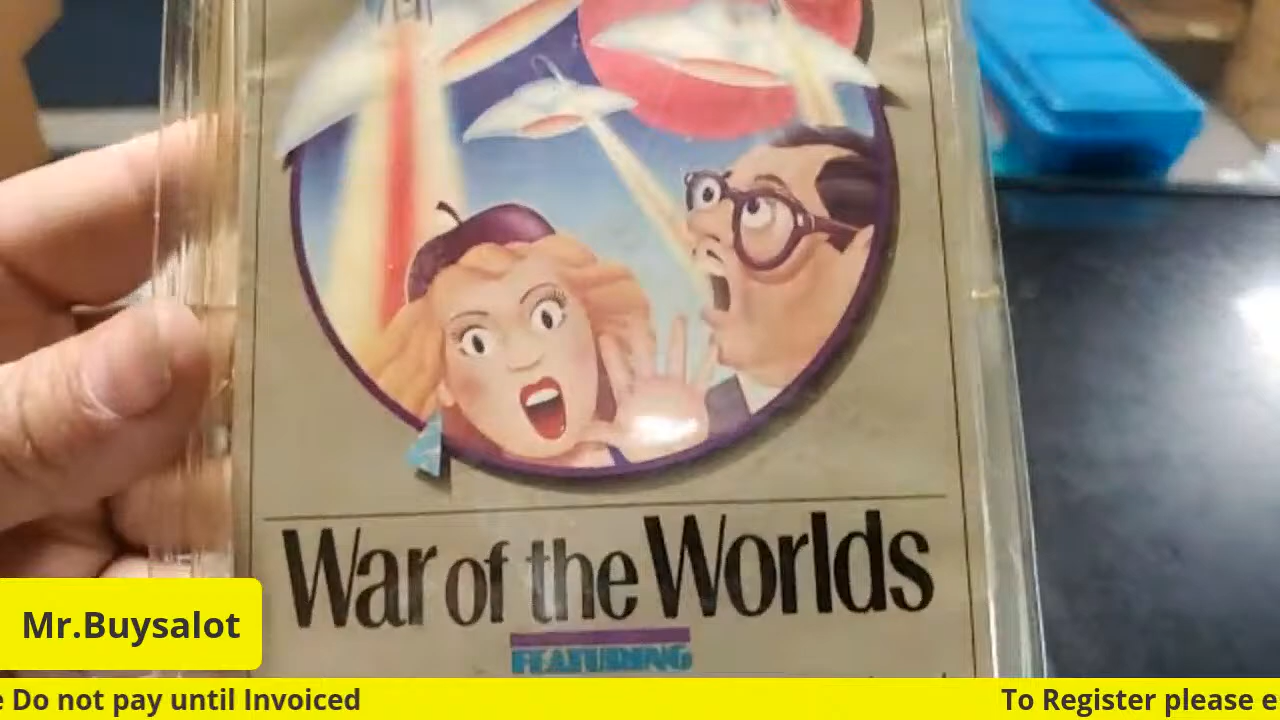 War of the Worlds
FEATURING
Mr.Buysalot
Do not pay until Invoiced
To Register please